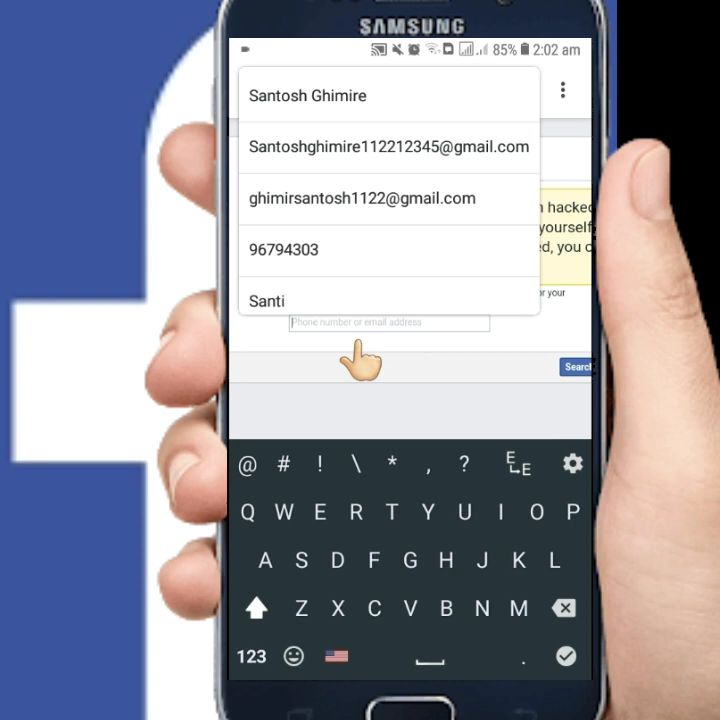 SAMSUNG
85% 2:02 am
Santosh Ghimire
Santoshghimire112212345@gmail.com
ghimirsantosh1122@gmail.com
96794303
Santi
hacked
yourself,
ed, you c
or your
Phone number or email address
Search
@ # ! \ * , ?
E E
Q W E R T Y U I O P
A S D F G H J K L
Z X C V B N M
123 .